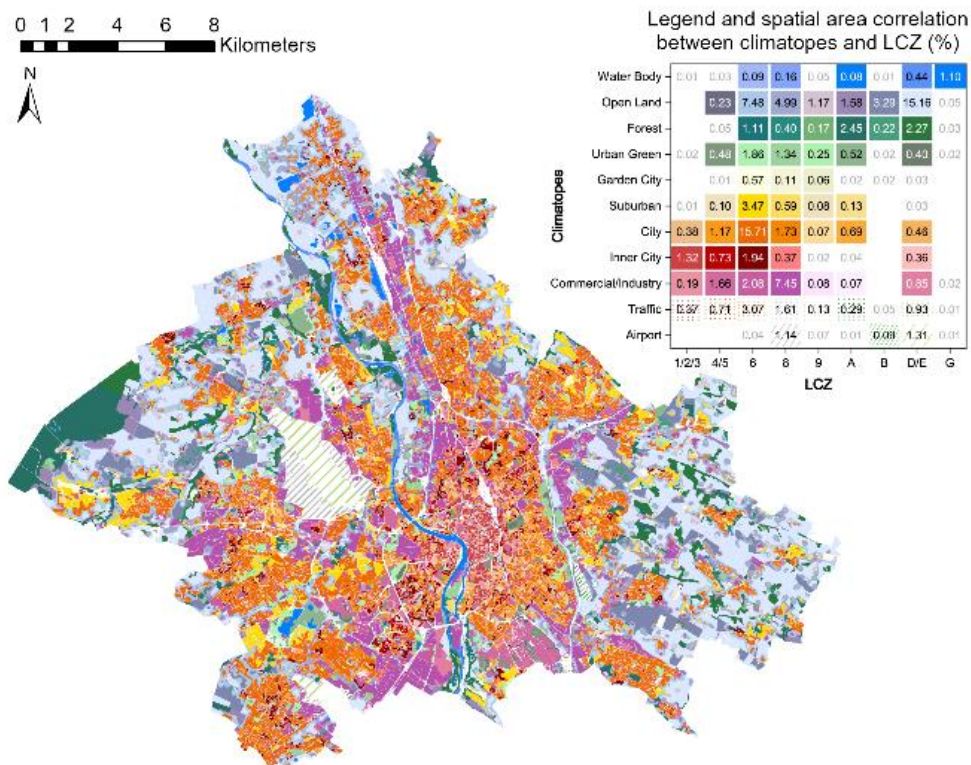 0 1 2 4 6 8
Kilometers
N
Legend and spatial area correlation
between climatopes and LCZ (%)
Climatopes
Water Body 0.01 0.03 0.09 0.16 0.05 0.08 0.01 0.44 1.10
Open Land 0.23 7.48 4.99 1.17 1.58 3.29 15.16 0.05
Forest 0.05 1.11 0.40 0.17 2.45 0.22 2.27 0.03
Urban Green 0.02 0.48 1.86 1.34 0.25 0.52 0.02 0.40 0.02
Garden City 0.01 0.57 0.11 0.06 0.02 0.02 0.03
Suburban 0.01 0.10 3.47 0.59 0.08 0.13 0.03
City 0.38 1.17 15.71 1.73 0.07 0.69 0.46
Inner City 1.32 0.73 1.94 0.37 0.02 0.04 0.36
Commercial/Industry 0.19 1.66 2.08 7.45 0.08 0.07 0.85 0.02
Traffic 0.37 0.71 3.07 1.61 0.13 0.29 0.05 0.93 0.01
Airport 0.04 1.14 0.07 0.01 0.09 1.31 0.01
1/2/3 4/5 6 8 9 A B D/E G
LCZ